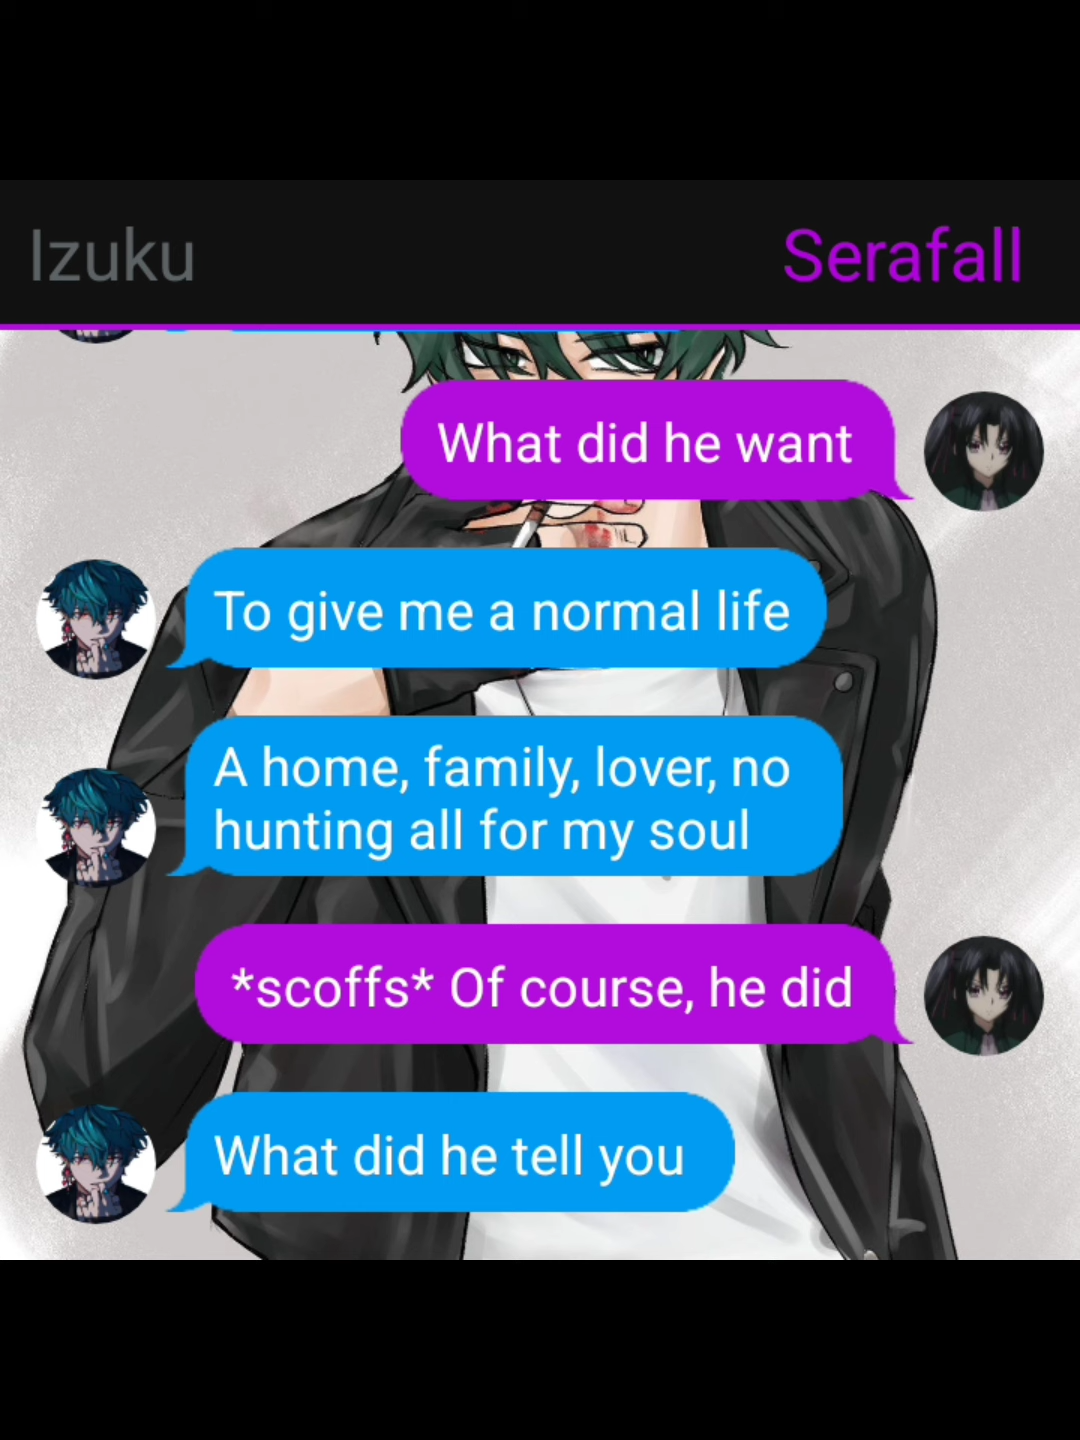 Izuku
Serafall
What did he want
To give me a normal life
A home, family, lover, no
hunting all for my soul
*scoffs* Of course, he did
What did he tell you